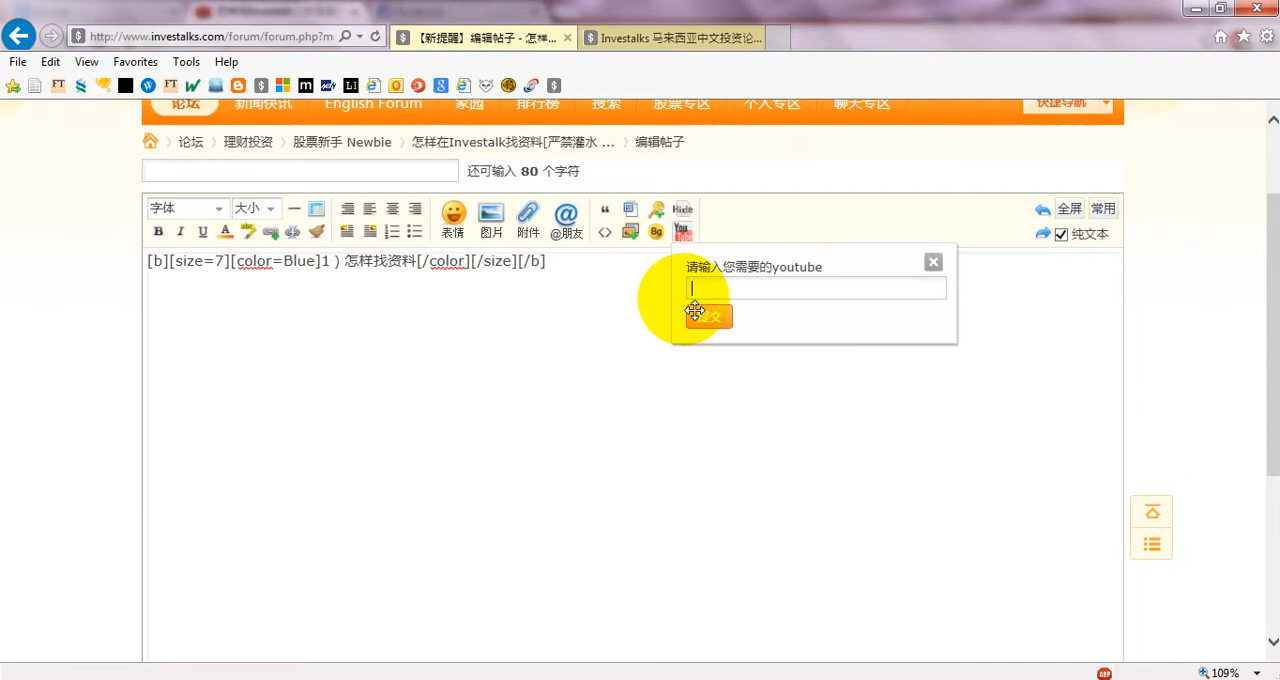 http://www.investalks.com/forum/forum.php?m
【新提醒】编辑帖子 - 怎样...
Investalks 马来西亚中文投资论...
File Edit View Favorites Tools Help
论坛 新闻快讯 English Forum 家园 排行榜 搜索 股票专区 个人专区 聊天专区 快捷导航
论坛 〉 理财投资 〉 股票新手 Newbie 〉 怎样在Investalk找资料[严禁灌水 ... 〉 编辑帖子
还可输入 80 个字符
字体 大小 Hide 全屏 常用
B I U A 表情 图片 附件 @朋友 Bg You 纯文本
[b][size=7][color=Blue]1）怎样找资料[/color][/size][/b]
请输入您需要的youtube
提交
109%